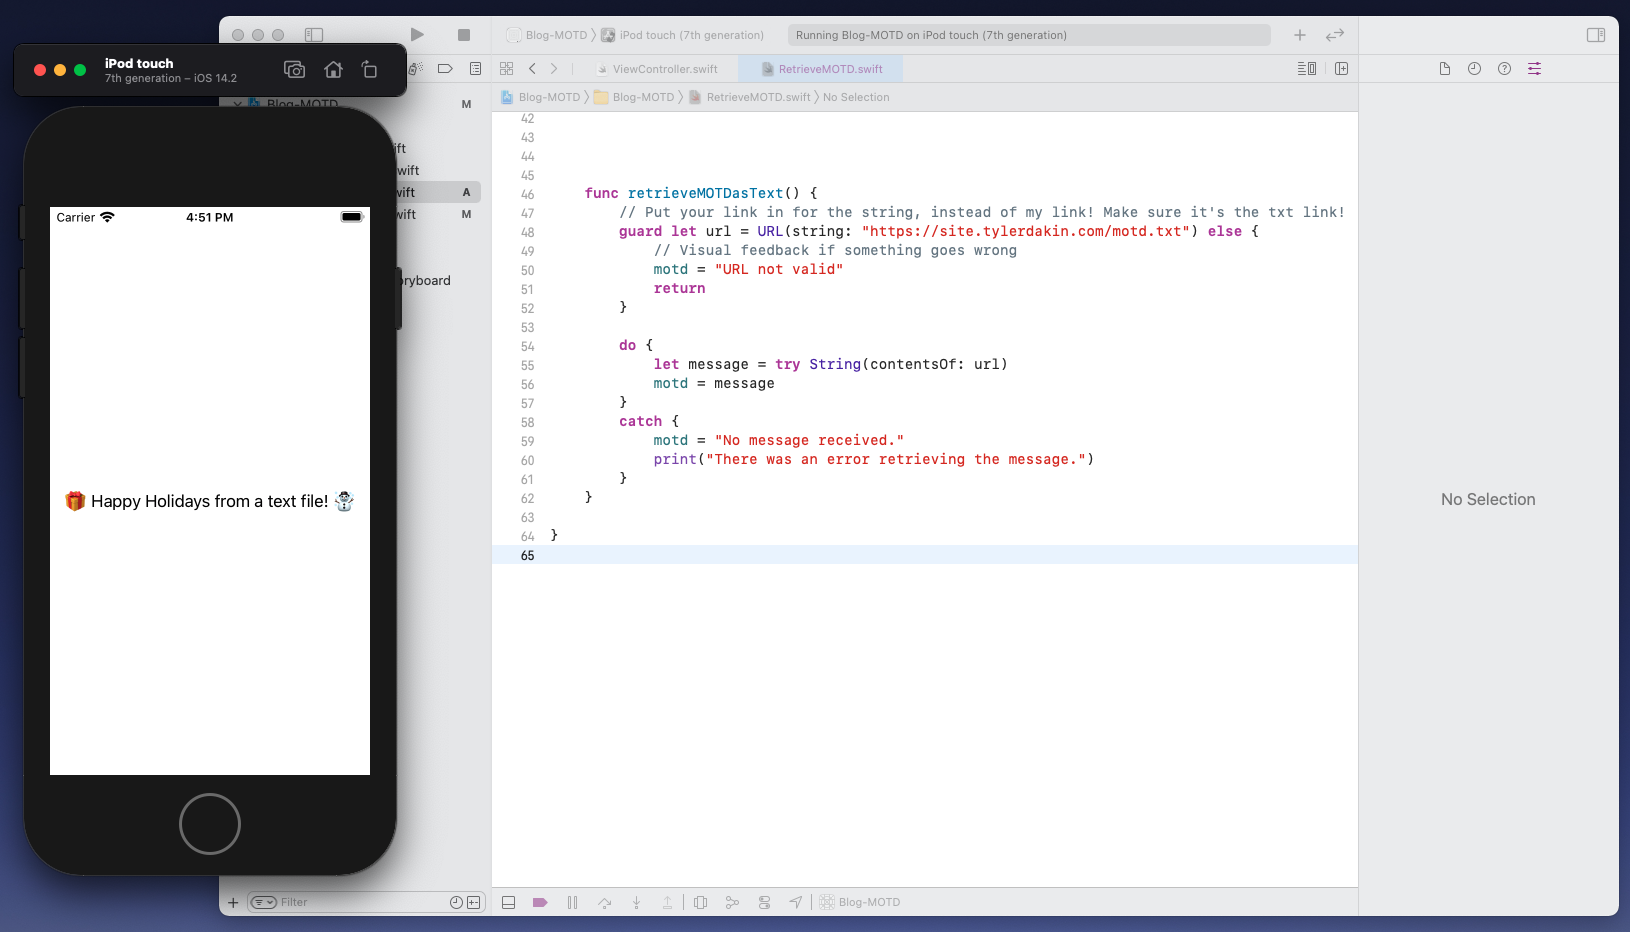 Blog-MOTD
iPod touch (7th generation)
Running Blog-MOTD on iPod touch (7th generation)
iPod touch
7th generation – iOS 14.2
ViewController.swift
RetrieveMOTD.swift
Blog-MOTD
Blog-MOTD
RetrieveMOTD.swift
No Selection
Blog-MOTD
M
ift
wift
wift
A
wift
M
oryboard
Carrier
4:51 PM
🎁 Happy Holidays from a text file! ☃️
42
43
44
45
46 func retrieveMOTDasText() {
47 // Put your link in for the string, instead of my link! Make sure it's the txt link!
48 guard let url = URL(string: "https://site.tylerdakin.com/motd.txt") else {
49 // Visual feedback if something goes wrong
50 motd = "URL not valid"
51 return
52 }
53
54 do {
55 let message = try String(contentsOf: url)
56 motd = message
57 }
58 catch {
59 motd = "No message received."
60 print("There was an error retrieving the message.")
61 }
62 }
63
64 }
65
No Selection
Filter
Blog-MOTD